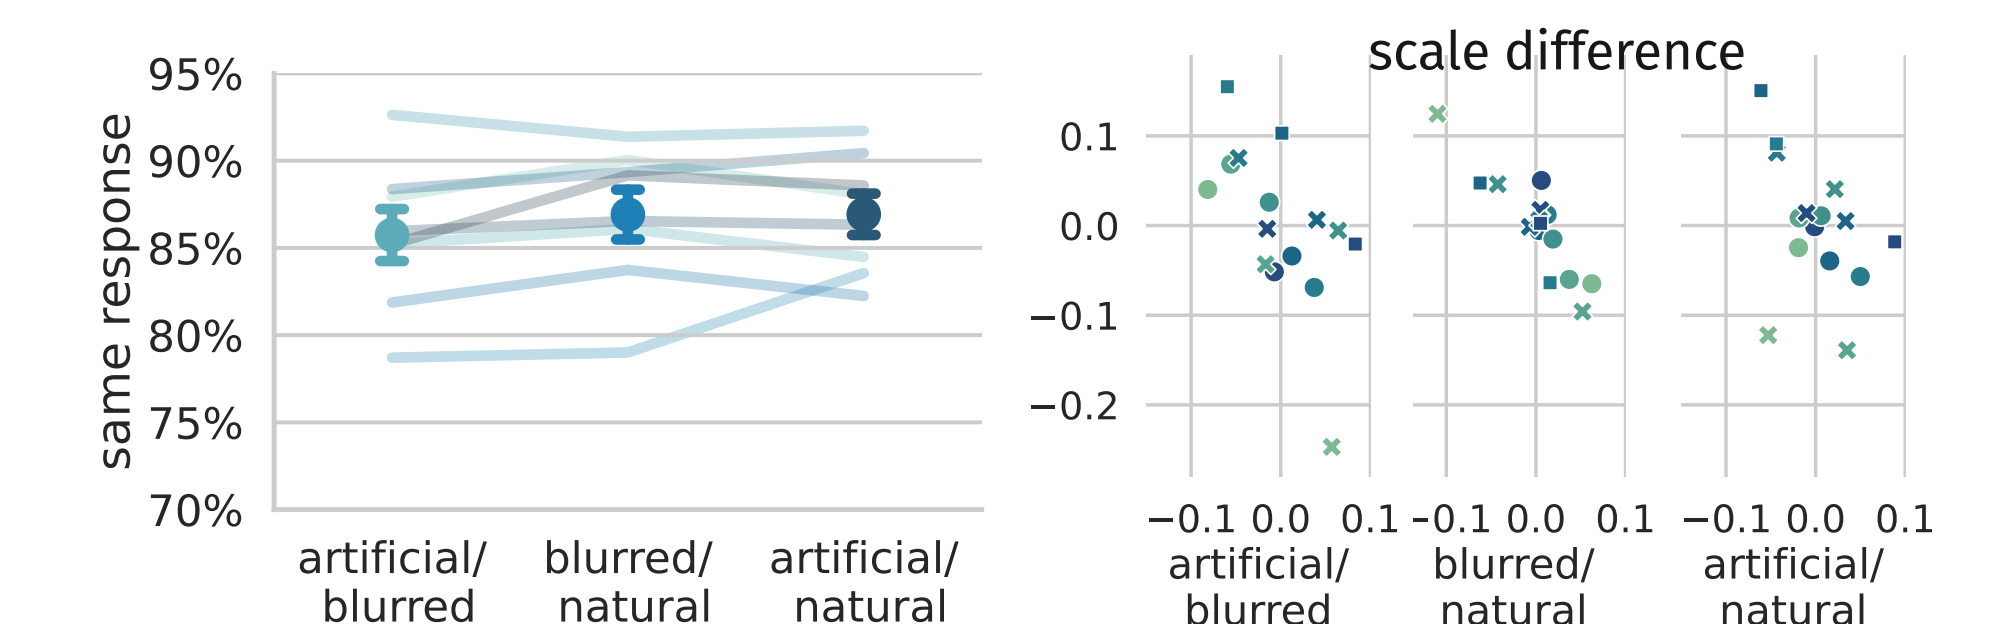 same response
95%
90%
85%
80%
75%
70%
artificial/
blurred
blurred/
natural
artificial/
natural
scale difference
0.1
0.0
−0.1
−0.2
−0.1 0.0 0.1
artificial/
blurred
−0.1 0.0 0.1
blurred/
natural
−0.1 0.0 0.1
artificial/
natural